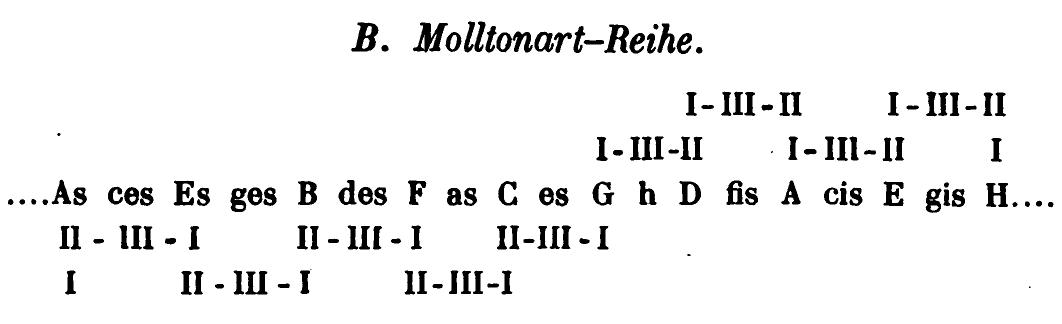 B. Molltonart–Reihe.
I - III - II I - III - II
I - III - II I - III - II I
....As ces Es ges B des F as C es G h D fis A cis E gis H....
II - III - I II - III - I II - III - I
I II - III - I II - III - I